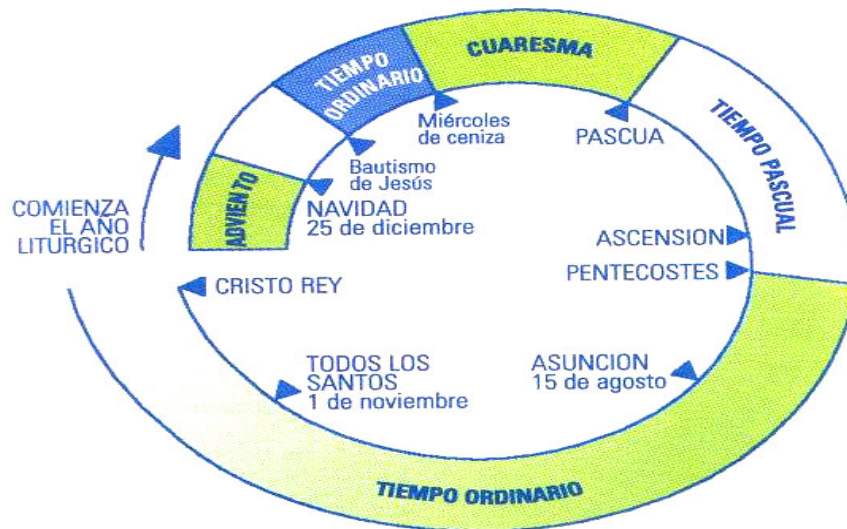 COMIENZA
EL AÑO
LITURGICO
ADVIENTO
NAVIDAD
25 de diciembre
Bautismo
de Jesús
TIEMPO
ORDINARIO
Miércoles
de ceniza
CUARESMA
PASCUA
TIEMPO PASCUAL
ASCENSION
PENTECOSTES
ASUNCION
15 de agosto
TIEMPO ORDINARIO
TODOS LOS
SANTOS
1 de noviembre
CRISTO REY